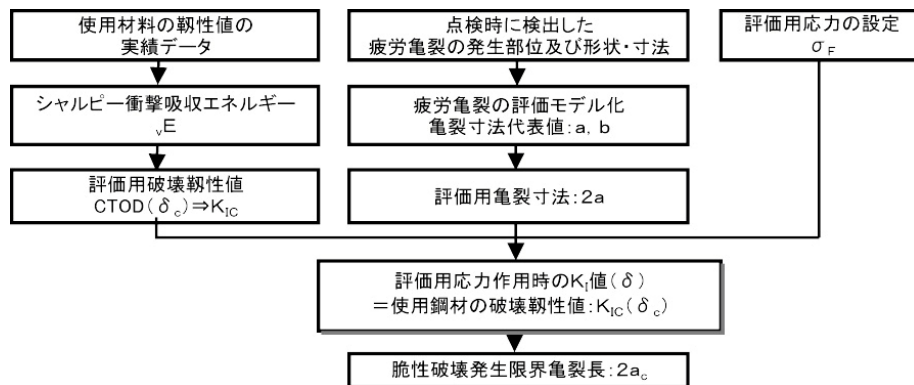 使用材料の靱性値の
実績データ
点検時に検出した
疲労亀裂の発生部位及び形状・寸法
評価用応力の設定
σF
シャルピー衝撃吸収エネルギー
vE
疲労亀裂の評価モデル化
亀裂寸法代表値:a, b
評価用破壊靱性値
CTOD(δc)⇒KIC
評価用亀裂寸法:2a
評価用応力作用時のKI値(δ)
=使用鋼材の破壊靱性値:KIC(δc)
脆性破壊発生限界亀裂長:2ac